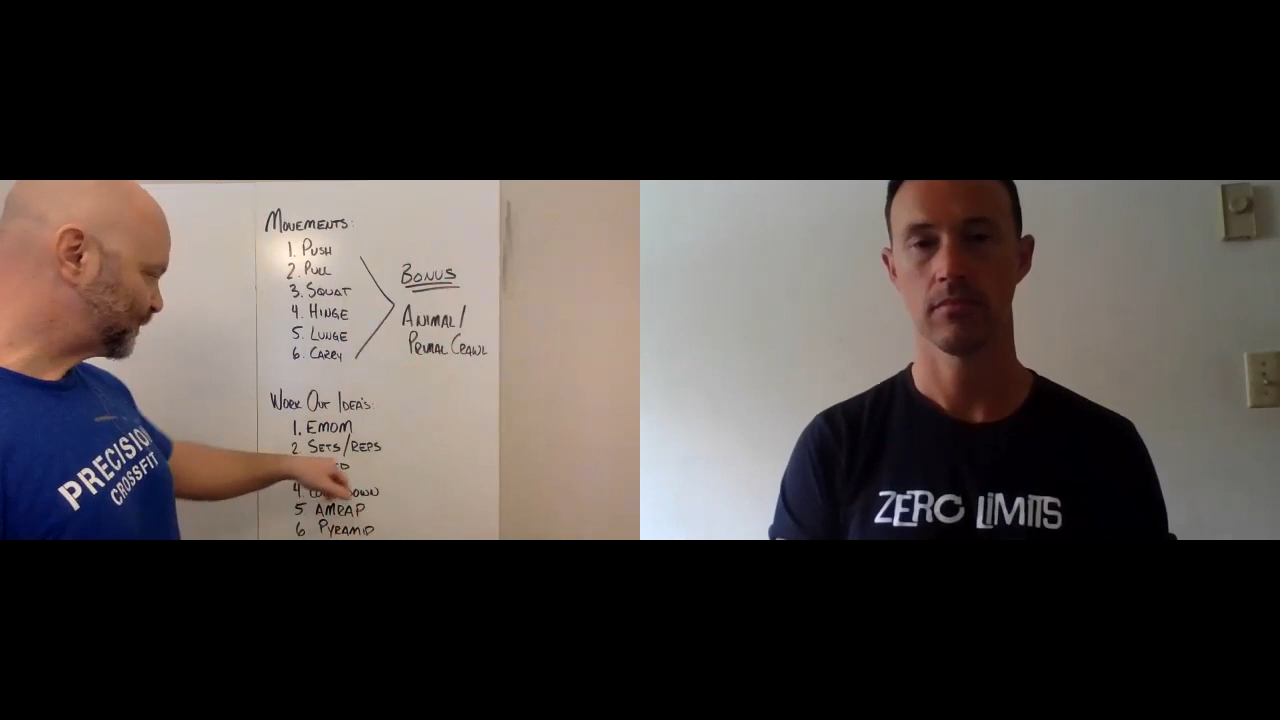 MOVEMENTS:
1. PUSH
2. PULL
3. SQUAT
4. HINGE
5. LUNGE
6. CARRY
BONUS
ANIMAL/
PRIMAL CRAWL
WORK OUT IDEA'S:
1. EMOM
2. SETS/REPS
4.
5 AMRAP
6. PYRAMID
PRECISION
CROSSFIT
ZERO LIMITS